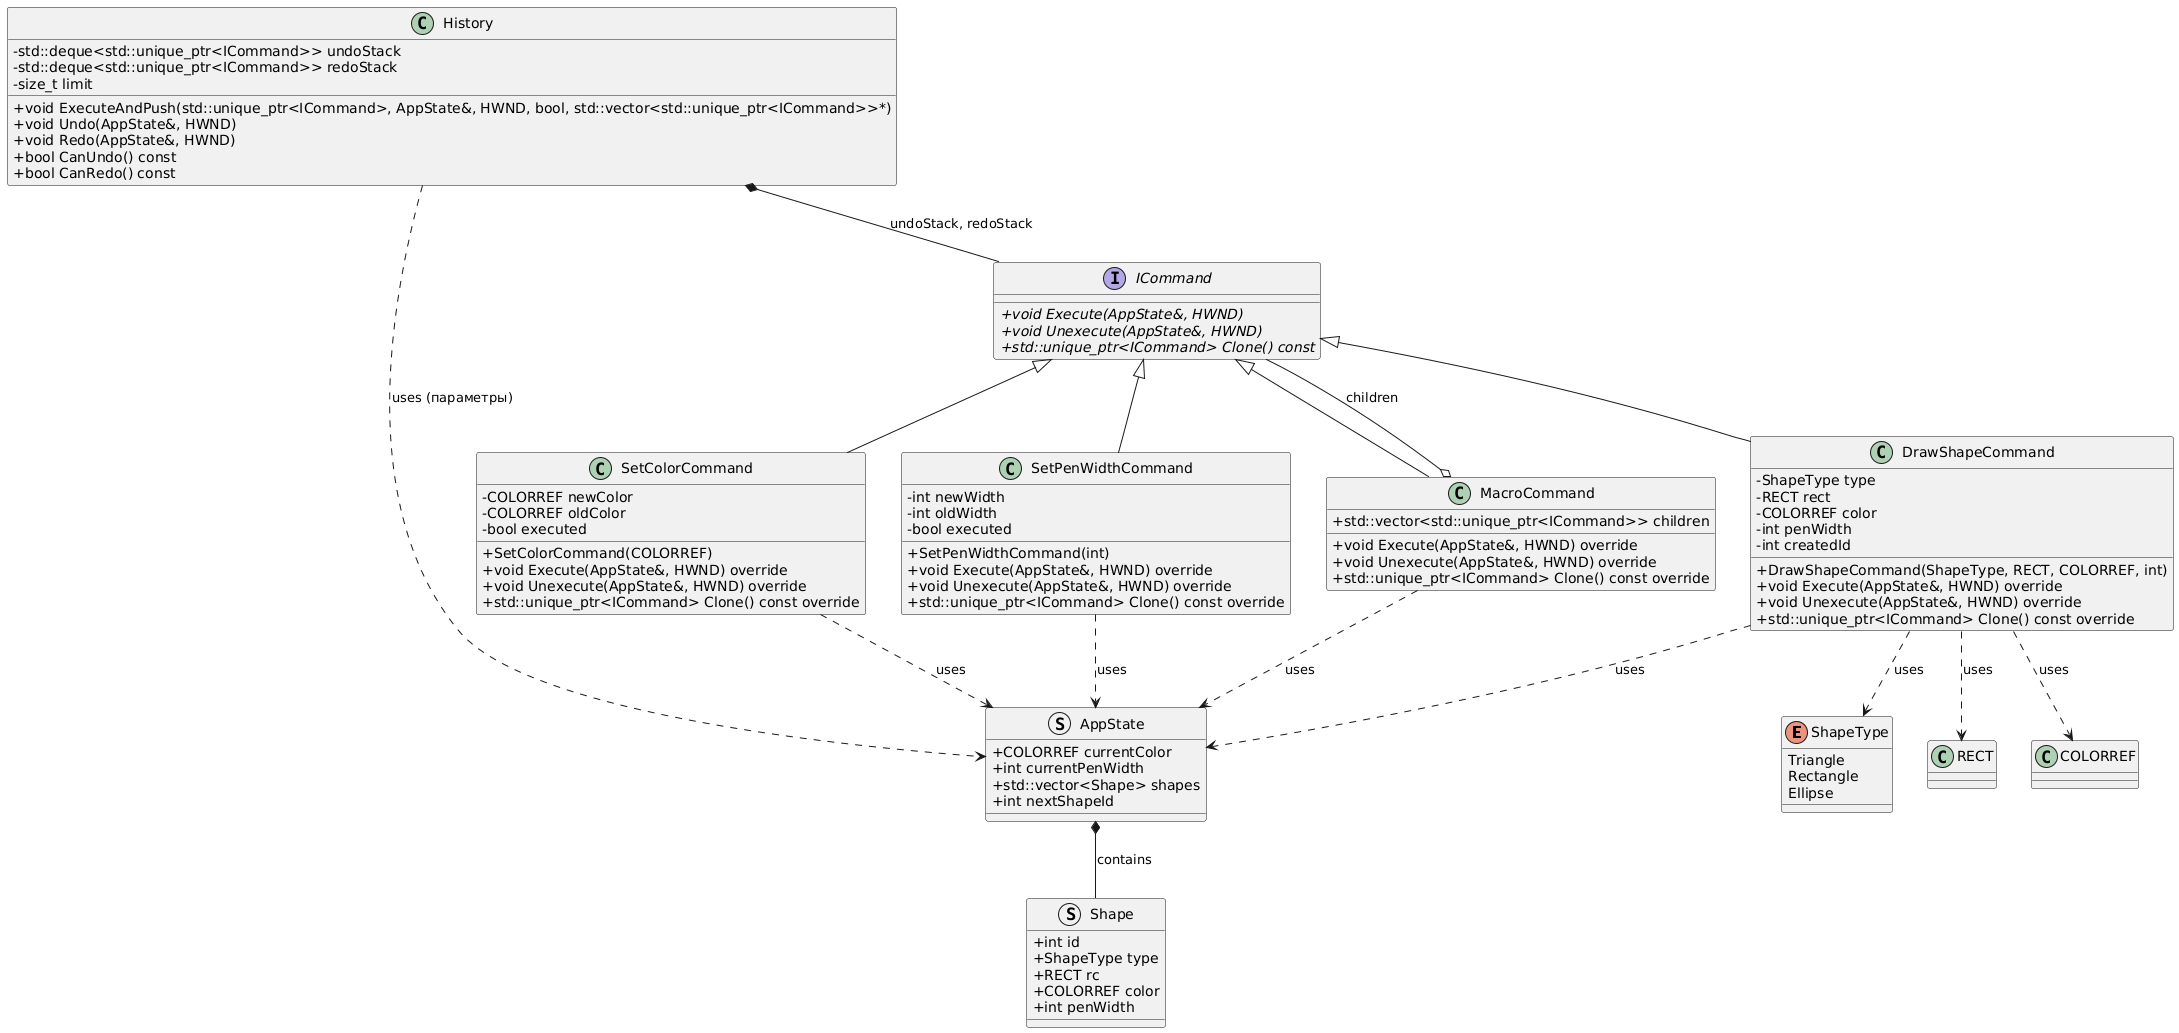 C History
-std::deque<std::unique_ptr<ICommand>> undoStack
-std::deque<std::unique_ptr<ICommand>> redoStack
-size_t limit
+void ExecuteAndPush(std::unique_ptr<ICommand>, AppState&, HWND, bool, std::vector<std::unique_ptr<ICommand>>*)
+void Undo(AppState&, HWND)
+void Redo(AppState&, HWND)
+bool CanUndo() const
+bool CanRedo() const
undoStack, redoStack
I ICommand
+void Execute(AppState&, HWND)
+void Unexecute(AppState&, HWND)
+std::unique_ptr<ICommand> Clone() const
uses (параметры)
children
C SetColorCommand
-COLORREF newColor
-COLORREF oldColor
-bool executed
+SetColorCommand(COLORREF)
+void Execute(AppState&, HWND) override
+void Unexecute(AppState&, HWND) override
+std::unique_ptr<ICommand> Clone() const override
C SetPenWidthCommand
-int newWidth
-int oldWidth
-bool executed
+SetPenWidthCommand(int)
+void Execute(AppState&, HWND) override
+void Unexecute(AppState&, HWND) override
+std::unique_ptr<ICommand> Clone() const override
C MacroCommand
+std::vector<std::unique_ptr<ICommand>> children
+void Execute(AppState&, HWND) override
+void Unexecute(AppState&, HWND) override
+std::unique_ptr<ICommand> Clone() const override
C DrawShapeCommand
-ShapeType type
-RECT rect
-COLORREF color
-int penWidth
-int createdId
+DrawShapeCommand(ShapeType, RECT, COLORREF, int)
+void Execute(AppState&, HWND) override
+void Unexecute(AppState&, HWND) override
+std::unique_ptr<ICommand> Clone() const override
uses
uses
uses
uses
uses
uses
uses
S AppState
+COLORREF currentColor
+int currentPenWidth
+std::vector<Shape> shapes
+int nextShapeId
E ShapeType
Triangle
Rectangle
Ellipse
C RECT
C COLORREF
contains
S Shape
+int id
+ShapeType type
+RECT rc
+COLORREF color
+int penWidth